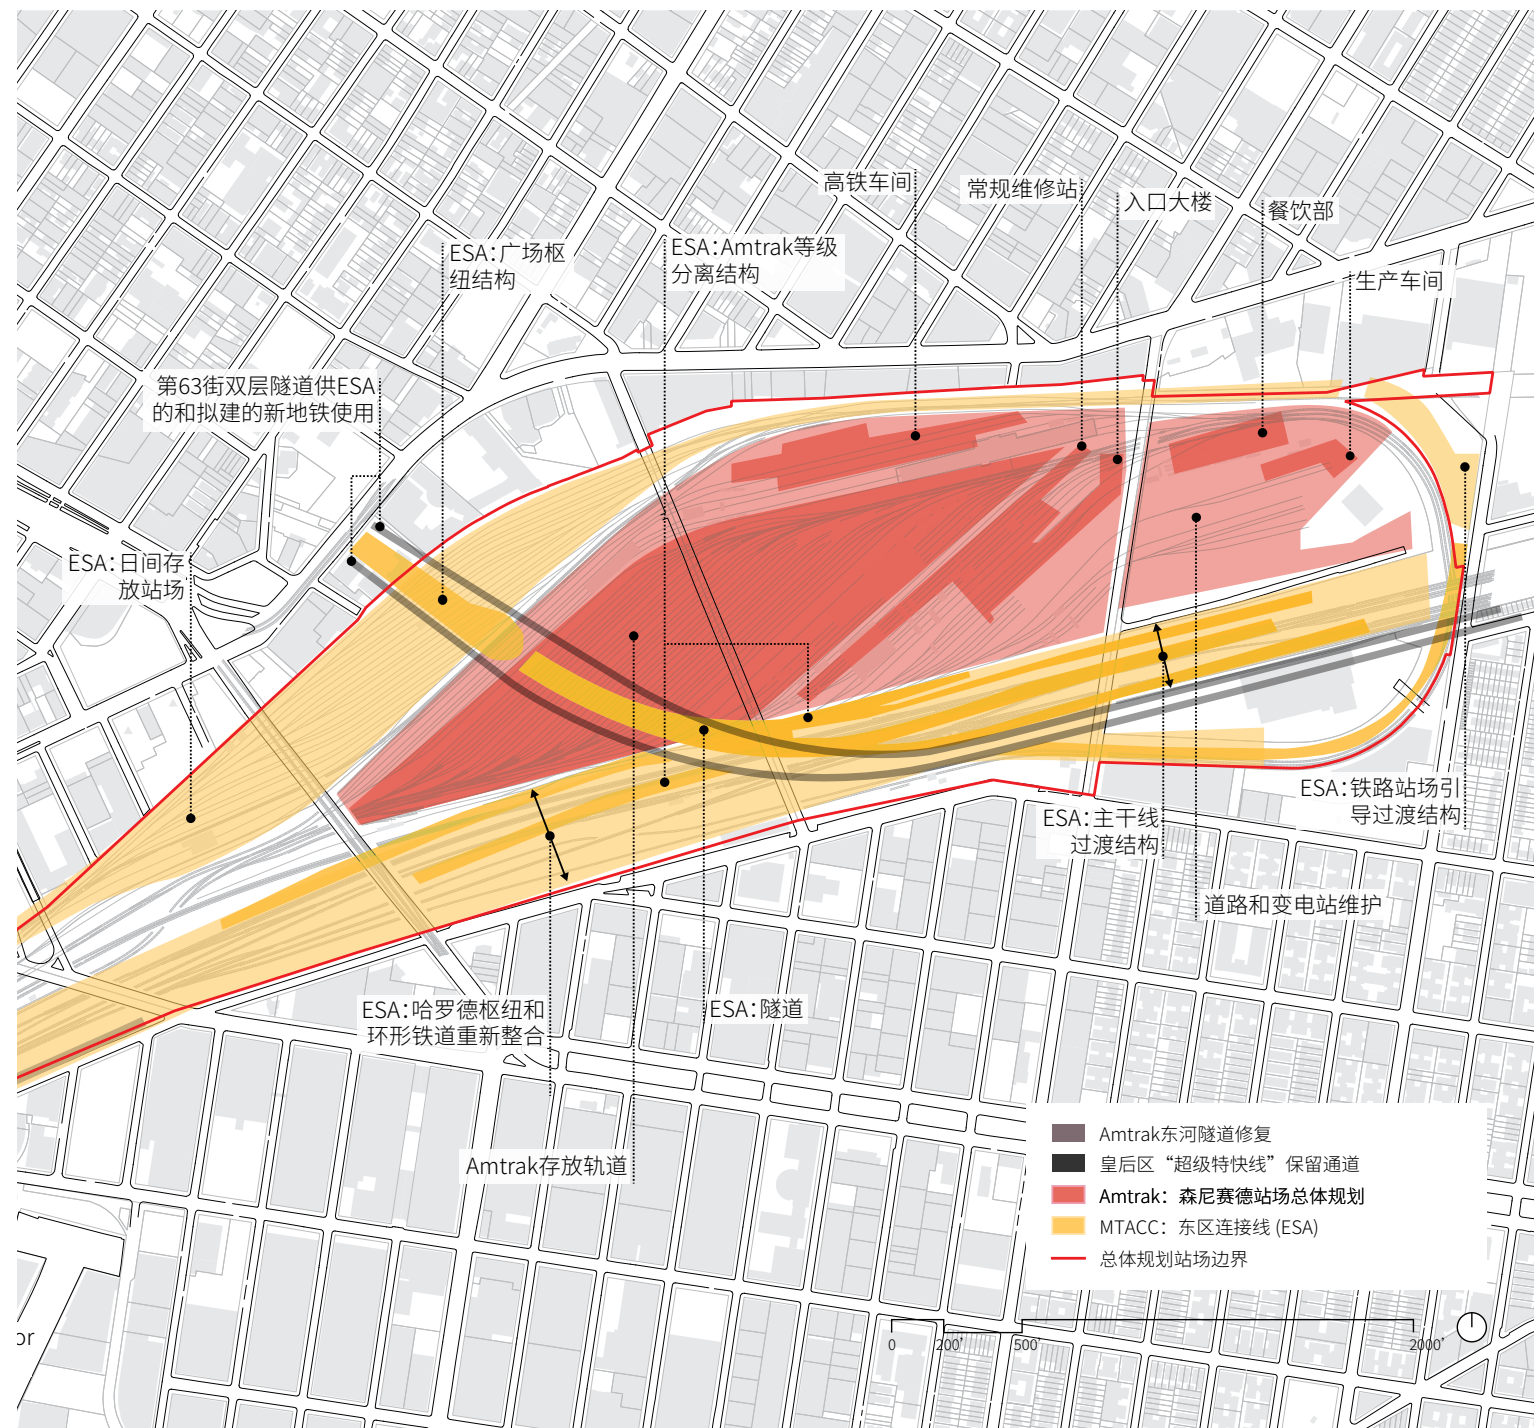 高铁车间
常规维修站
入口大楼
餐饮部
ESA：广场枢
纽结构
ESA：Amtrak等级
分离结构
生产车间
第63街双层隧道供ESA
的和拟建的新地铁使用
ESA：日间存
放站场
ESA：铁路站场引
导过渡结构
ESA：主干线
过渡结构
道路和变电站维护
ESA：哈罗德枢纽和
环形铁道重新整合
ESA：隧道
Amtrak存放轨道
Amtrak东河隧道修复
皇后区“超级特快线”保留通道
Amtrak：森尼赛德站场总体规划
MTACC：东区连接线 (ESA)
总体规划站场边界
or
0 200’ 500’ 2000’